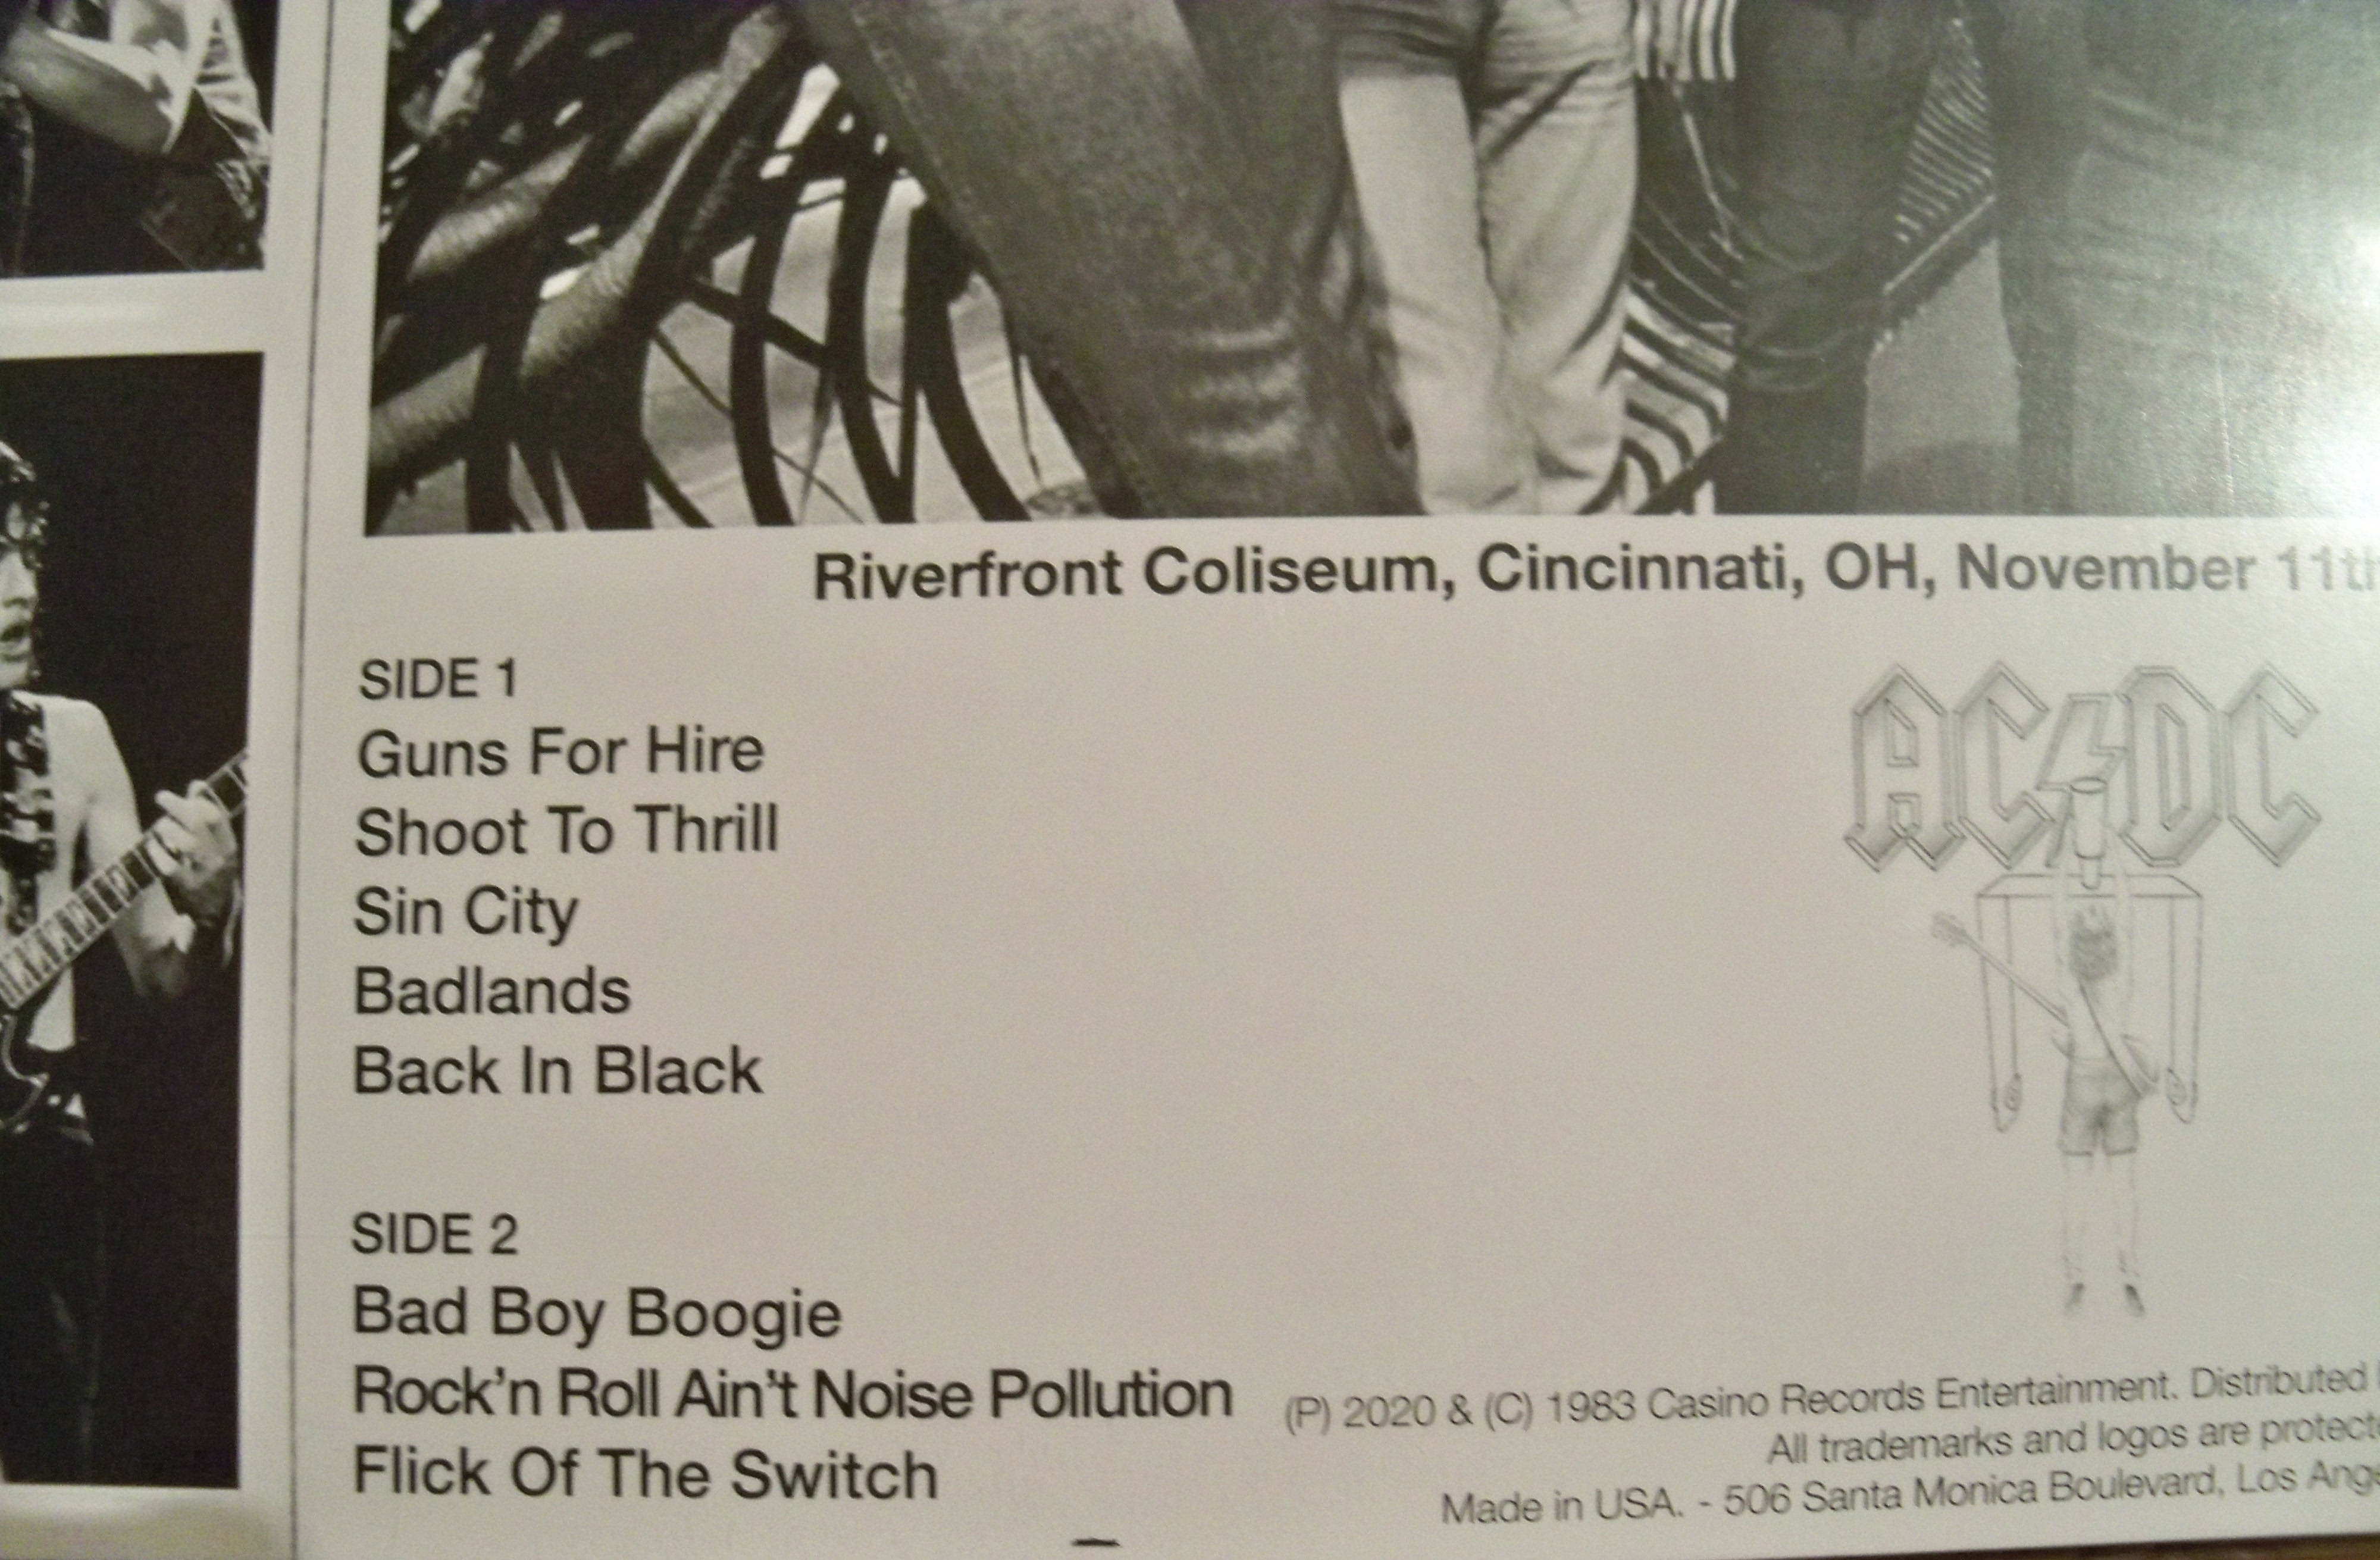 Riverfront Coliseum, Cincinnati, OH, November 11th
SIDE 1
Guns For Hire
Shoot To Thrill
Sin City
Badlands
Back In Black
AC DC
SIDE 2
Bad Boy Boogie
Rock'n Roll Ain't Noise Pollution
Flick Of The Switch
(P) 2020 & (C) 1983 Casino Records Entertainment. Distributed
All trademarks and logos are
Made in USA. - 506 Santa Monica Boulevard, Los